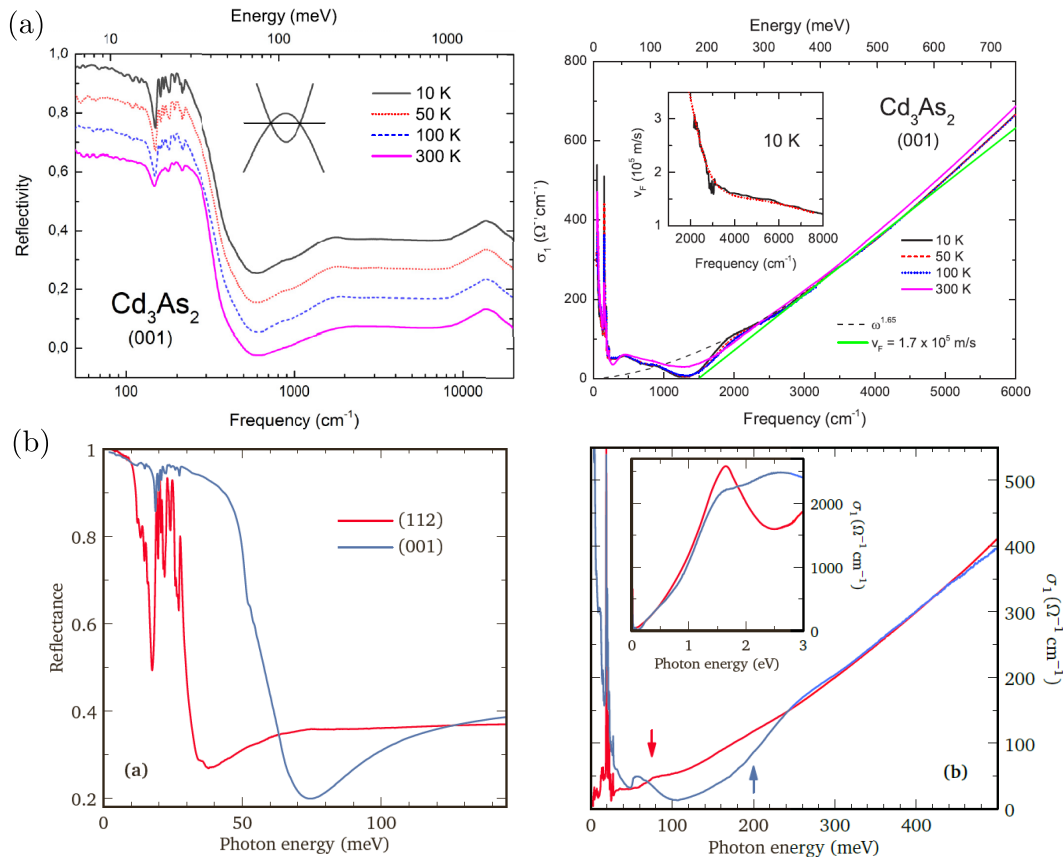 (a)
Energy (meV)
10 100 1000
1,0
0,8
0,6
0,4
0,2
0,0
Reflectivity
10 K
50 K
100 K
300 K
Cd3As2
(001)
100 1000 10000
Frequency (cm-1)
Energy (meV)
0 100 200 300 400 500 600 700
800
600
400
200
0
σ1 (Ω-1cm-1)
Cd3As2
(001)
10 K
3
2
1
vF (10^5 m/s)
2000 4000 6000 8000
Frequency (cm-1)
10 K
50 K
100 K
300 K
ω^1.65
vF = 1.7 x 10^5 m/s
0 1000 2000 3000 4000 5000 6000
Frequency (cm-1)
(b)
1
0.8
0.6
0.4
0.2
Reflectance
(112)
(001)
(a)
0 50 100
Photon energy (meV)
2000
1000
0
σ1 (Ω−1 cm−1)
0 1 2 3
Photon energy (eV)
500
400
300
200
100
0
σ1 (Ω−1 cm−1)
(b)
0 100 200 300 400
Photon energy (meV)